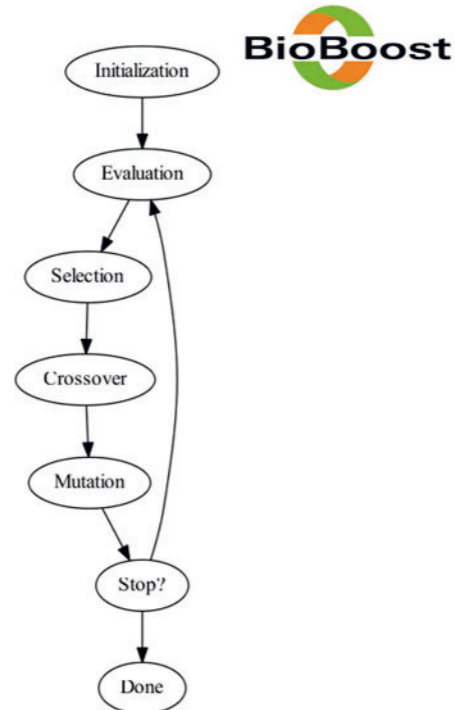 BioBoost
Initialization
Evaluation
Selection
Crossover
Mutation
Stop?
Done